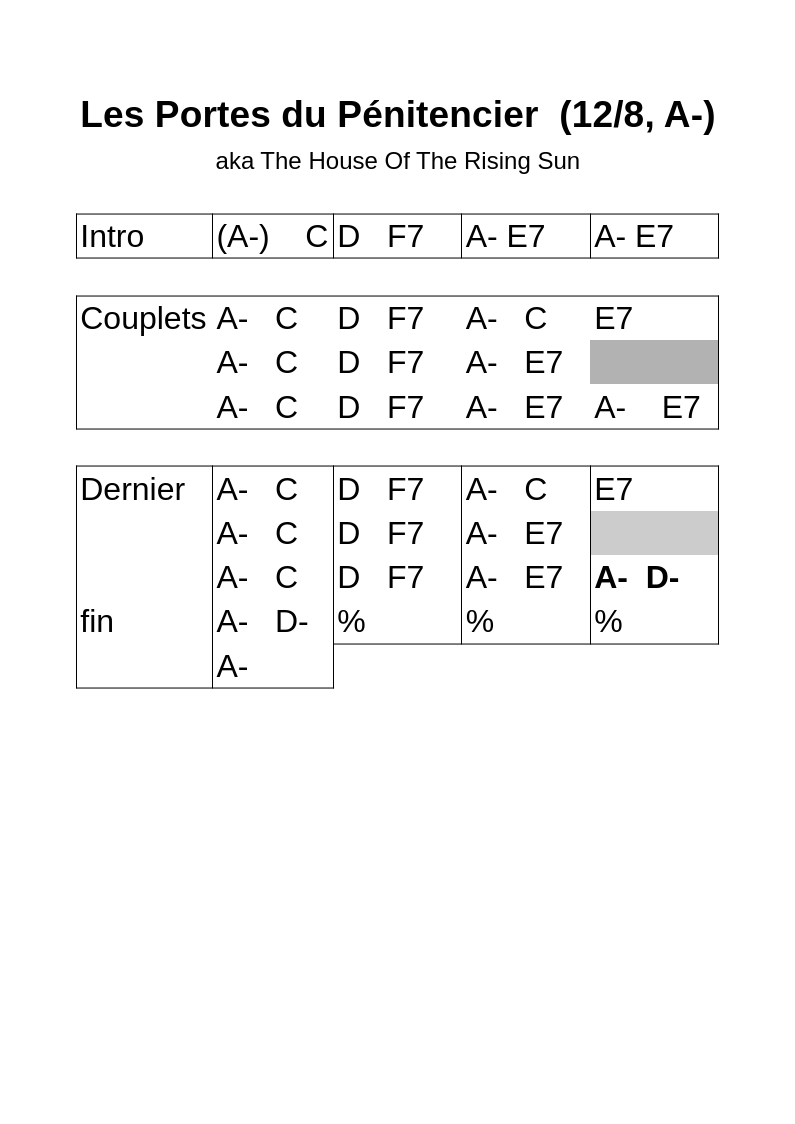 Les Portes du Pénitencier (12/8, A-)
aka The House Of The Rising Sun
Intro (A-) C D F7 A- E7 A- E7
Couplets A- C D F7 A- C E7
A- C D F7 A- E7
A- C D F7 A- E7 A- E7
Dernier A- C D F7 A- C E7
A- C D F7 A- E7
A- C D F7 A- E7 A- D-
fin A- D- % % %
A-